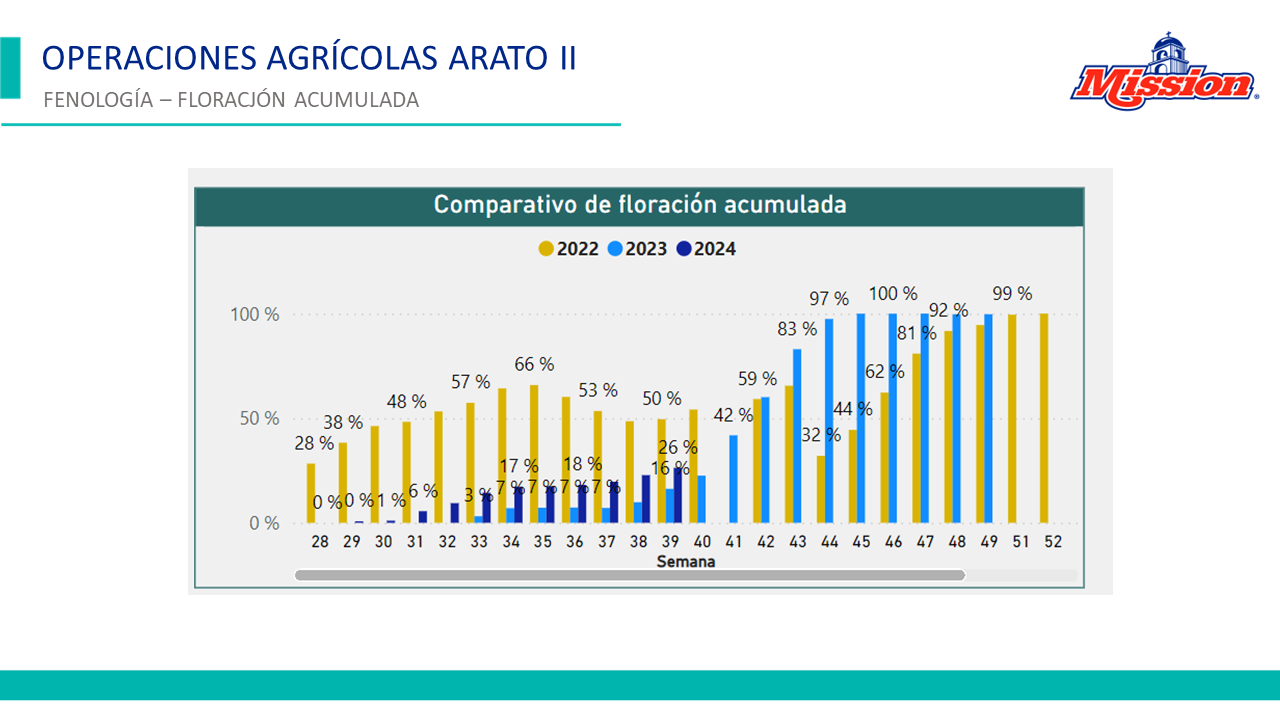 OPERACIONES AGRÍCOLAS ARATO II
FENOLOGÍA – FLORACIÓN ACUMULADA
Mission
Comparativo de floración acumulada
2022 2023 2024
100 %
50 %
0 %
28 % 38 % 48 % 57 % 66 % 53 % 50 % 59 % 32 % 44 % 62 % 81 % 92 % 99 %
3 % 7 % 7 % 7 % 16 % 42 % 83 % 97 % 100 %
0 % 0 % 1 % 6 % 17 % 18 % 26 %
28 29 30 31 32 33 34 35 36 37 38 39 40 41 42 43 44 45 46 47 48 49 51 52
Semana